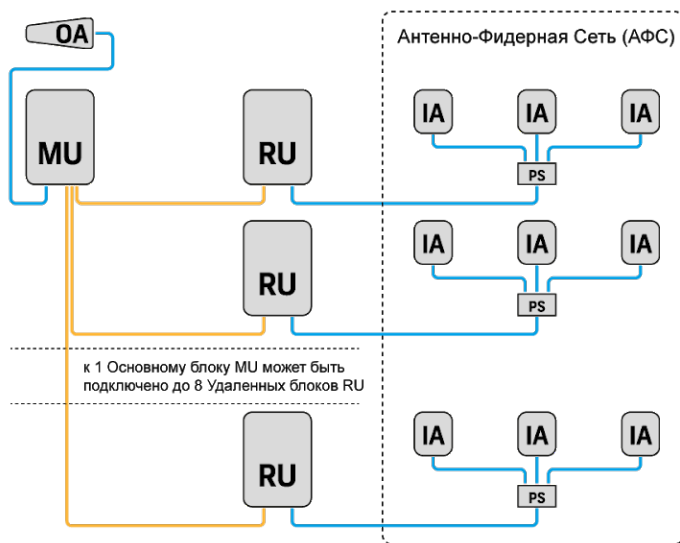 OA
Антенно-Фидерная Сеть (АФС)
MU
RU
IA
IA
IA
PS
RU
IA
IA
IA
PS
к 1 Основному блоку MU может быть
подключено до 8 Удаленных блоков RU
RU
IA
IA
IA
PS